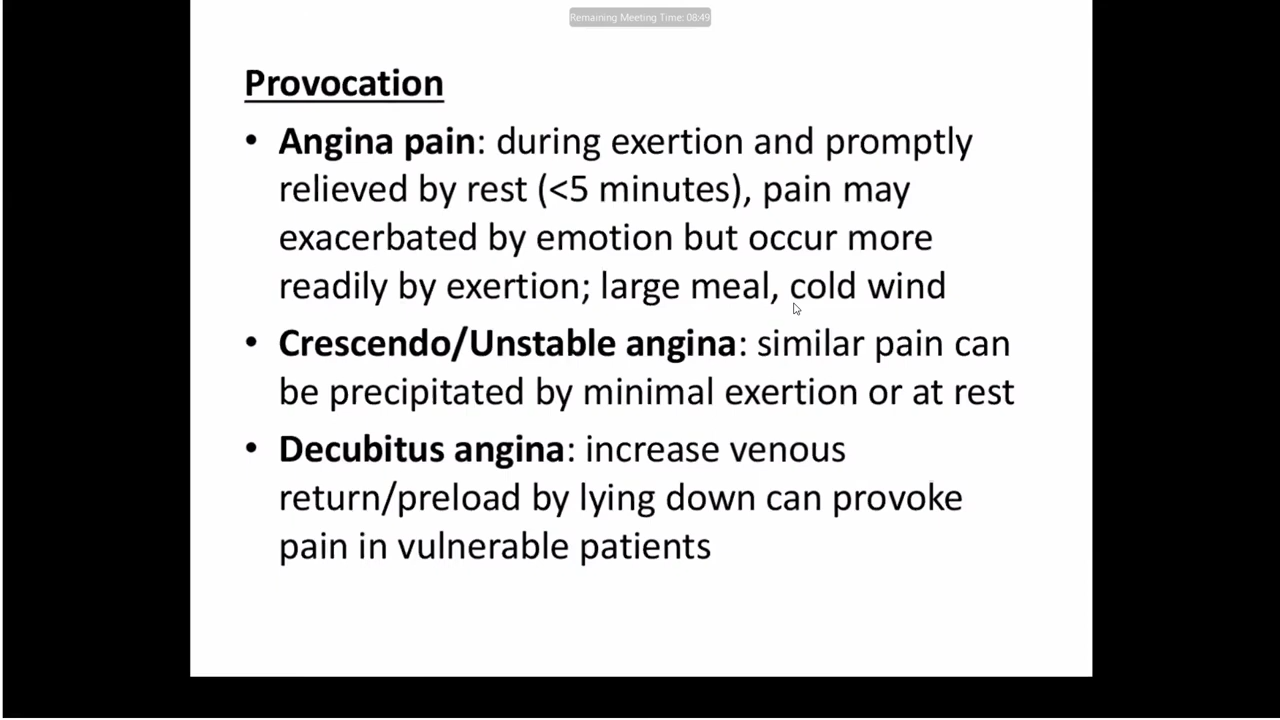 Remaining Meeting Time: 08:49
Provocation
• Angina pain: during exertion and promptly
relieved by rest (<5 minutes), pain may
exacerbated by emotion but occur more
readily by exertion; large meal, cold wind
• Crescendo/Unstable angina: similar pain can
be precipitated by minimal exertion or at rest
• Decubitus angina: increase venous
return/preload by lying down can provoke
pain in vulnerable patients